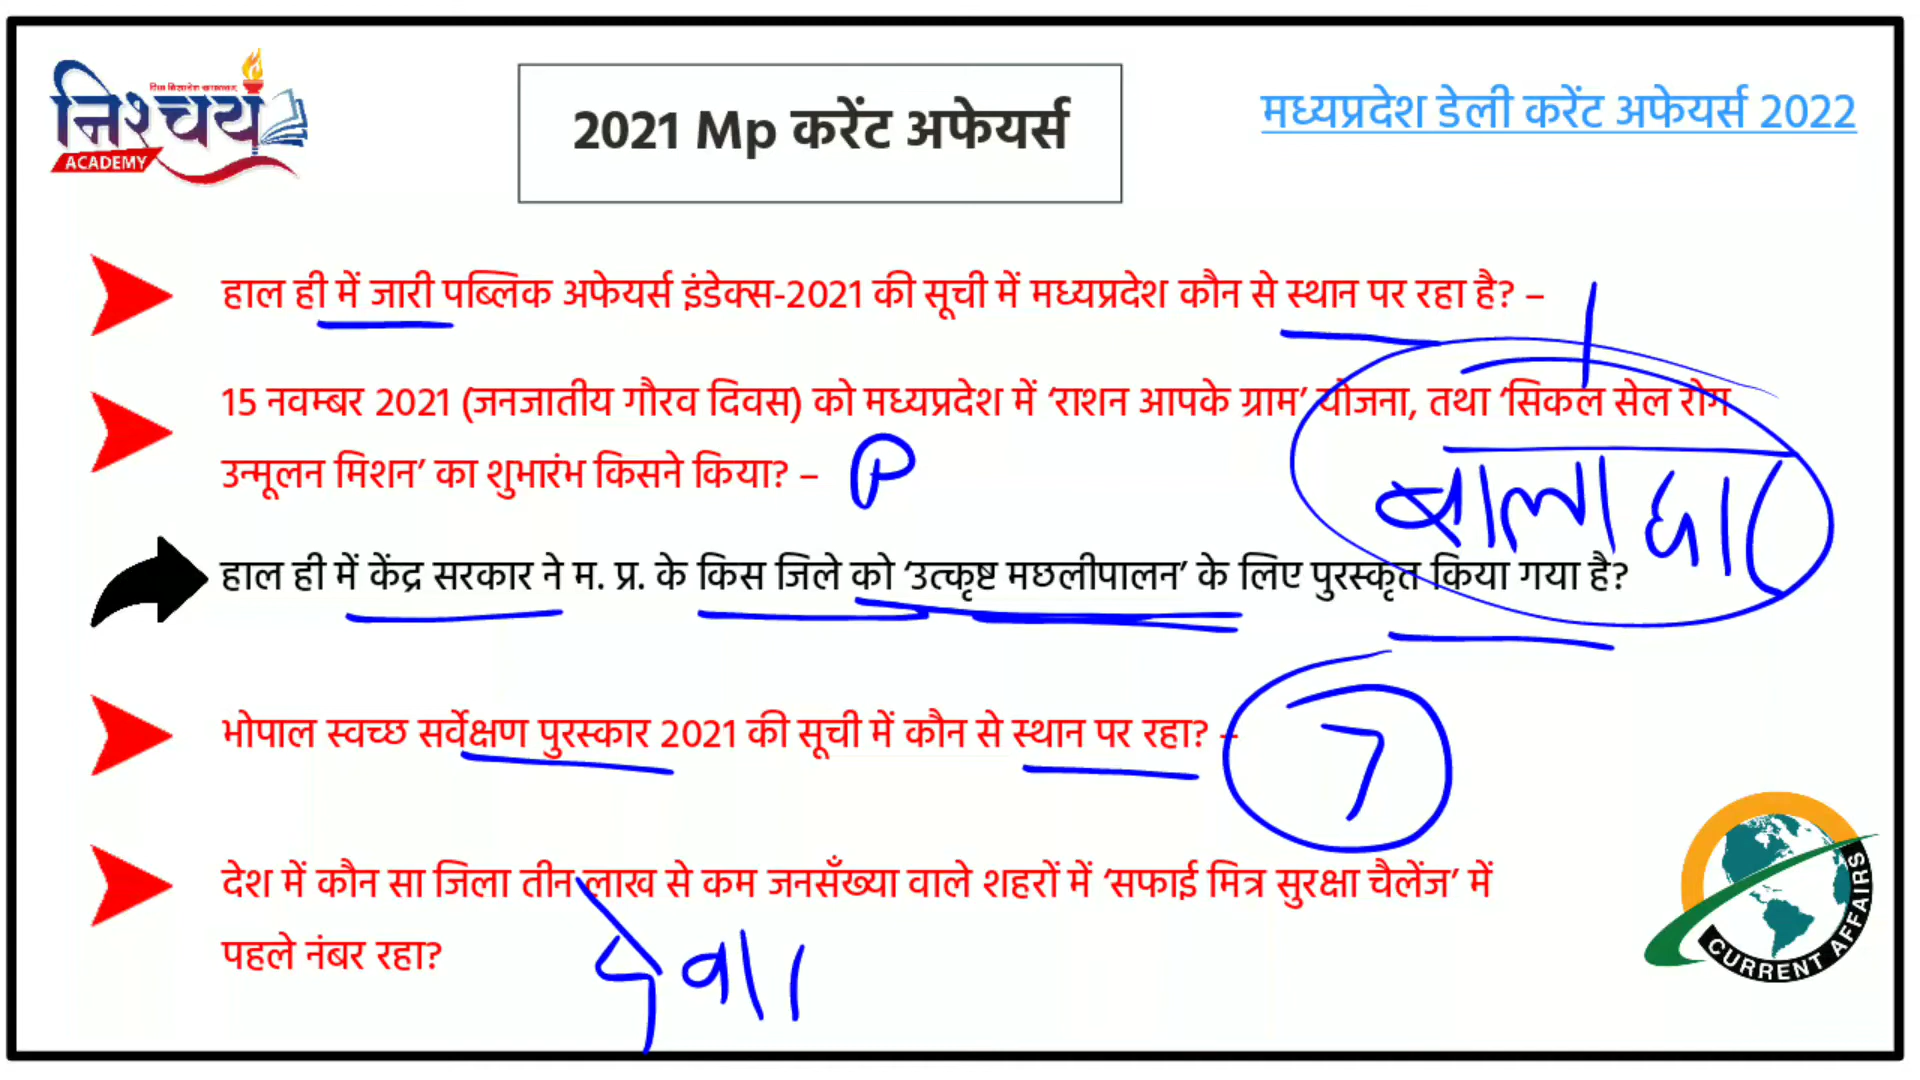 निश्चय
ACADEMY
2021 Mp करेंट अफेयर्स
मध्यप्रदेश डेली करेंट अफेयर्स 2022
हाल ही में जारी पब्लिक अफेयर्स इंडेक्स-2021 की सूची में मध्यप्रदेश कौन से स्थान पर रहा है? –
15 नवम्बर 2021 (जनजातीय गौरव दिवस) को मध्यप्रदेश में ‘राशन आपके ग्राम’ योजना, तथा ‘सिकल सेल रोग
उन्मूलन मिशन’ का शुभारंभ किसने किया? – P
बालाघा
हाल ही में केंद्र सरकार ने म. प्र. के किस जिले को ‘उत्कृष्ट मछलीपालन’ के लिए पुरस्कृत किया गया है?
भोपाल स्वच्छ सर्वेक्षण पुरस्कार 2021 की सूची में कौन से स्थान पर रहा? – 7
देश में कौन सा जिला तीन लाख से कम जनसँख्या वाले शहरों में ‘सफाई मित्र सुरक्षा चैलेंज’ में
पहले नंबर रहा? देवा
CURRENT AFFAIRS